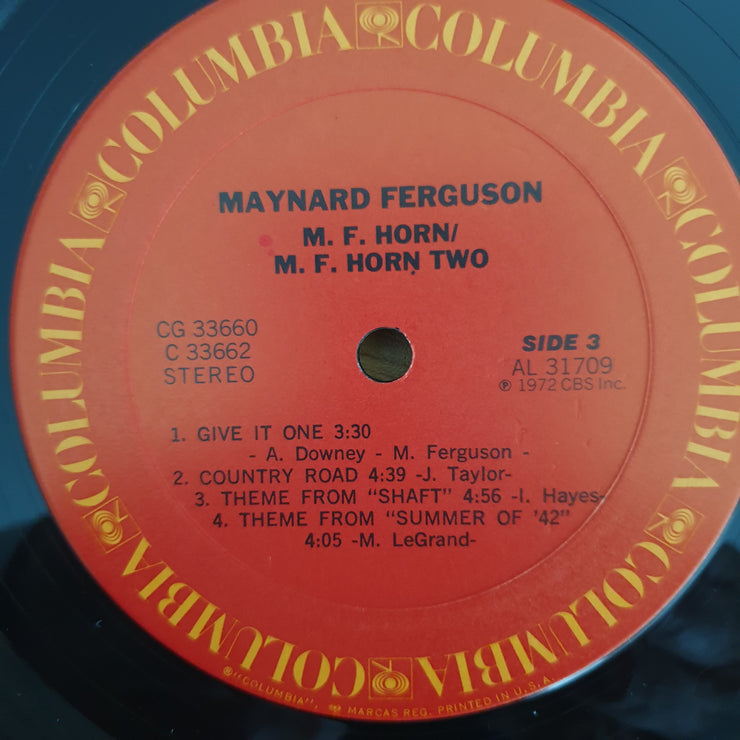 COLUMBIA COLUMBIA COLUMBIA COLUMBIA COLUMBIA COLUMBIA COLUMBIA COLUMBIA
MAYNARD FERGUSON
M. F. HORN/
M. F. HORN TWO
CG 33660
C 33662
STEREO
SIDE 3
AL 31709
℗ 1972 CBS Inc.
1. GIVE IT ONE 3:30
- A. Downey - M. Ferguson -
2. COUNTRY ROAD 4:39 -J. Taylor-
3. THEME FROM "SHAFT" 4:56 -I. Hayes-
4. THEME FROM "SUMMER OF '42"
4:05 -M. LeGrand-
®"COLUMBIA", MARCAS REG. PRINTED IN U.S.A.